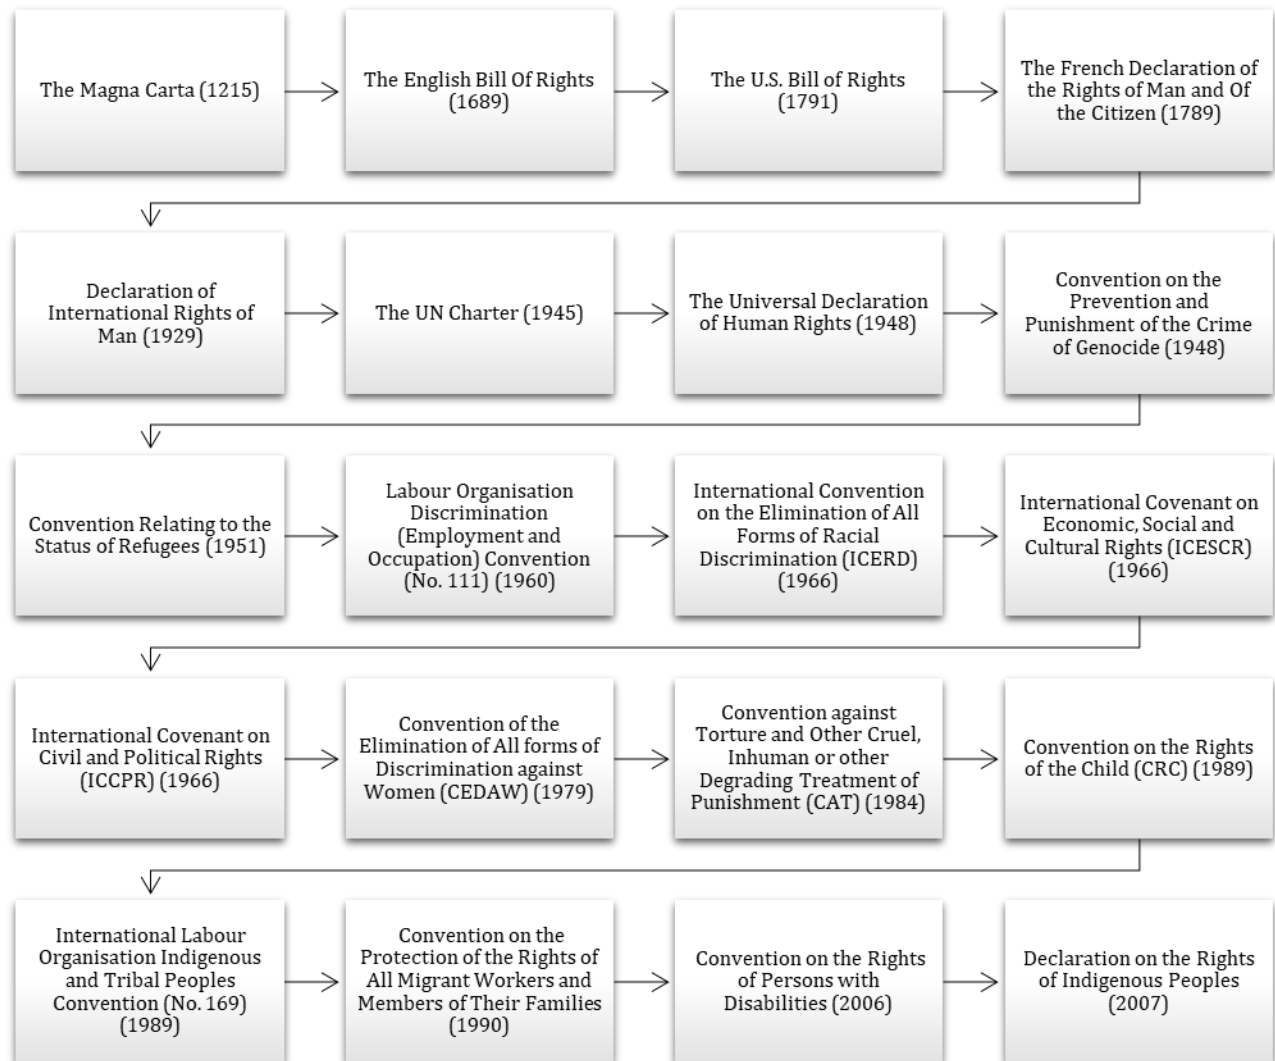 The Magna Carta (1215)
The English Bill Of Rights
(1689)
The U.S. Bill of Rights
(1791)
The French Declaration of
the Rights of Man and Of
the Citizen (1789)
Declaration of
International Rights of
Man (1929)
The UN Charter (1945)
The Universal Declaration
of Human Rights (1948)
Convention on the
Prevention and
Punishment of the Crime
of Genocide (1948)
Convention Relating to the
Status of Refugees (1951)
Labour Organisation
Discrimination
(Employment and
Occupation) Convention
(No. 111) (1960)
International Convention
on the Elimination of All
Forms of Racial
Discrimination (ICERD)
(1966)
International Covenant on
Economic, Social and
Cultural Rights (ICESCR)
(1966)
International Covenant on
Civil and Political Rights
(ICCPR) (1966)
Convention of the
Elimination of All forms of
Discrimination against
Women (CEDAW) (1979)
Convention against
Torture and Other Cruel,
Inhuman or other
Degrading Treatment of
Punishment (CAT) (1984)
Convention on the Rights
of the Child (CRC) (1989)
International Labour
Organisation Indigenous
and Tribal Peoples
Convention (No. 169)
(1989)
Convention on the
Protection of the Rights of
All Migrant Workers and
Members of Their Families
(1990)
Convention on the Rights
of Persons with
Disabilities (2006)
Declaration on the Rights
of Indigenous Peoples
(2007)